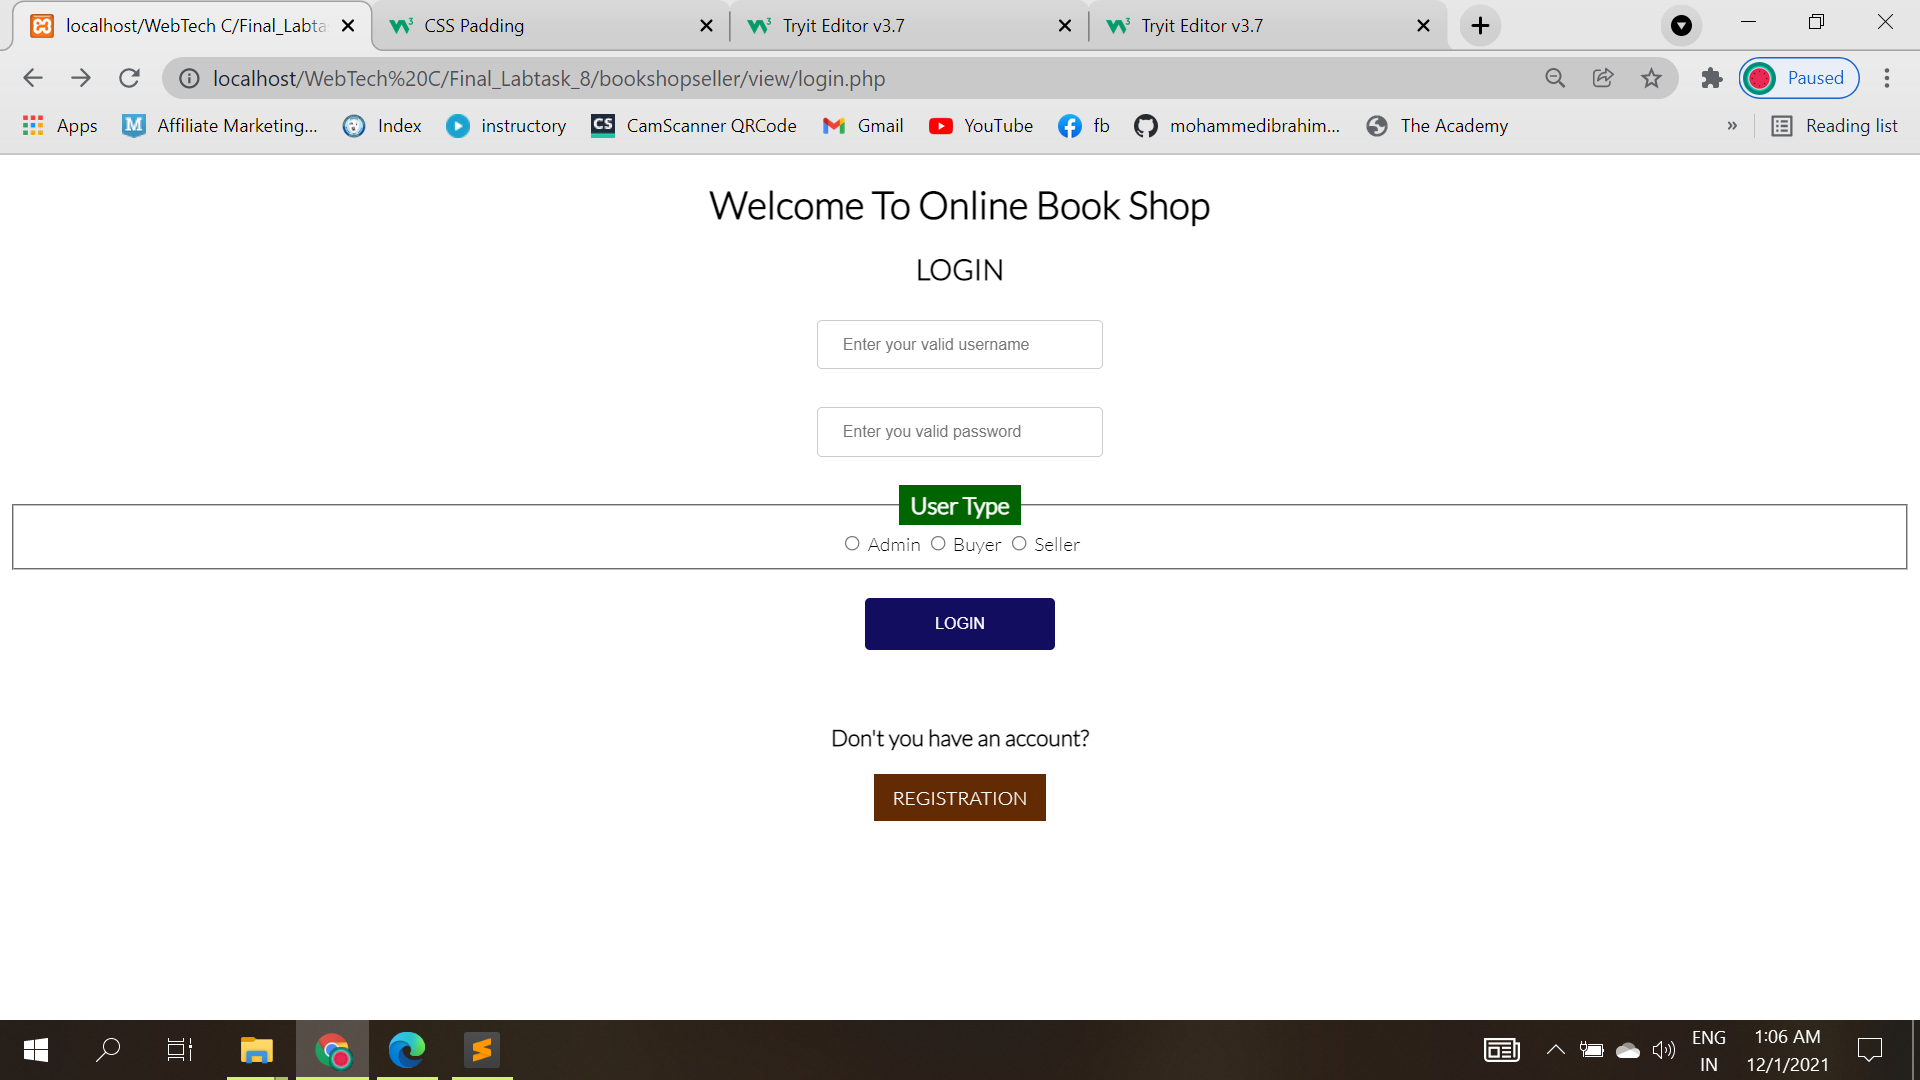 localhost/WebTech C/Final_Labta
CSS Padding
Tryit Editor v3.7
Tryit Editor v3.7
localhost/WebTech%20C/Final_Labtask_8/bookshopseller/view/login.php
Paused
Apps
M
Affiliate Marketing...
Index
instructory
CS
CamScanner QRCode
Gmail
YouTube
fb
mohammedibrahim...
The Academy
»
Reading list
Welcome To Online Book Shop
LOGIN
Enter your valid username
Enter you valid password
User Type
Admin Buyer Seller
LOGIN
Don't you have an account?
REGISTRATION
ENG
IN
1:06 AM
12/1/2021